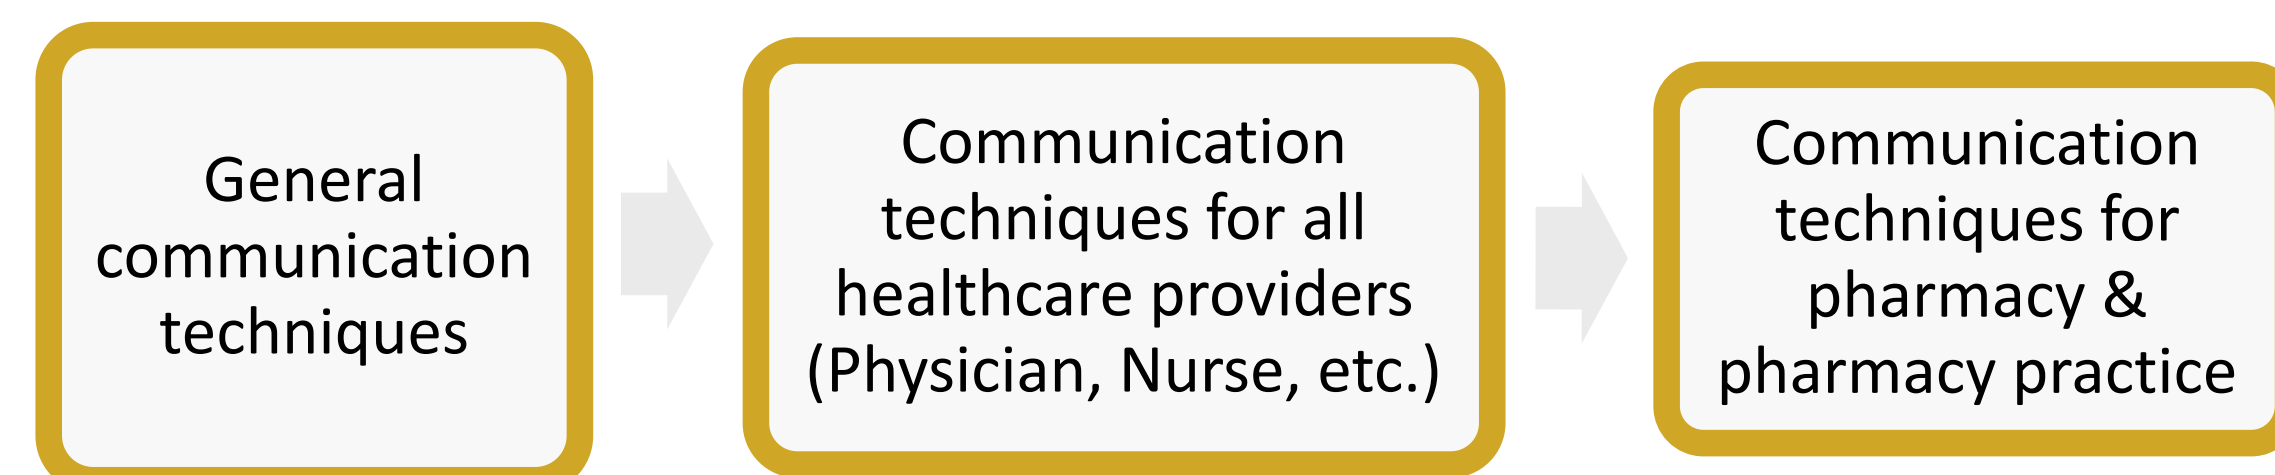 General
communication
techniques
Communication
techniques for all
healthcare providers
(Physician, Nurse, etc.)
Communication
techniques for
pharmacy &
pharmacy practice